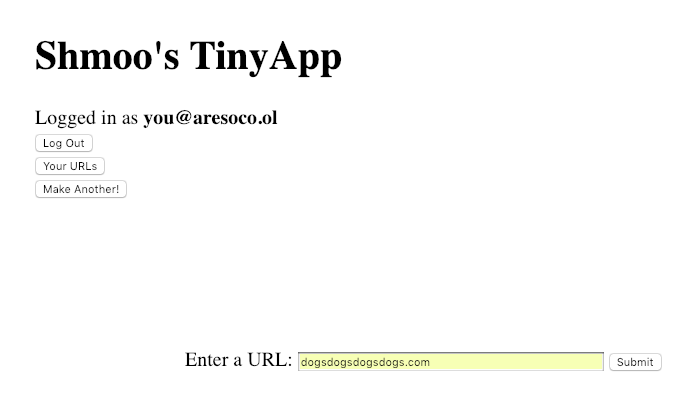 Shmoo's TinyApp
Logged in as you@aresoco.ol
Log Out
Your URLs
Make Another!
Enter a URL: dogsdogsdogsdogs.com Submit